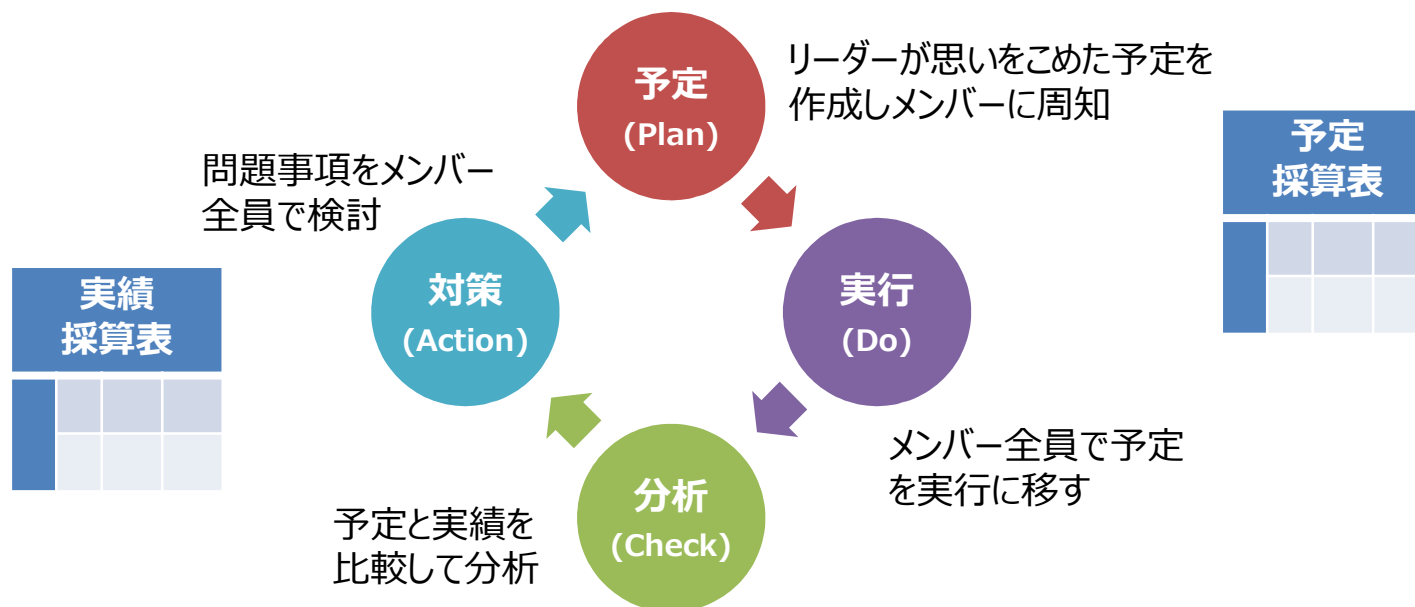 予定
(Plan)
リーダーが思いをこめた予定を
作成しメンバーに周知
予定
採算表
実行
(Do)
メンバー全員で予定
を実行に移す
分析
(Check)
予定と実績を
比較して分析
対策
(Action)
問題事項をメンバー
全員で検討
実績
採算表